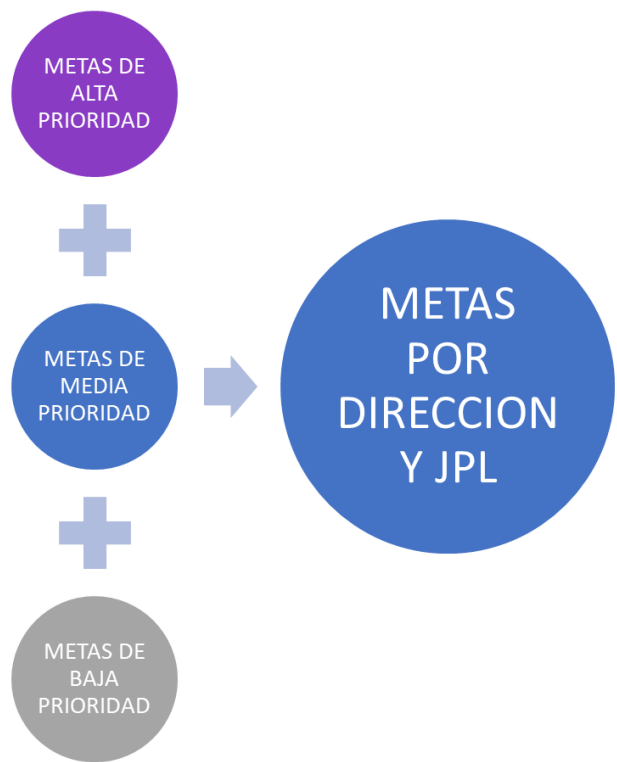 METAS DE
ALTA
PRIORIDAD
METAS DE
MEDIA
PRIORIDAD
METAS DE
BAJA
PRIORIDAD
METAS
POR
DIRECCION
Y JPL